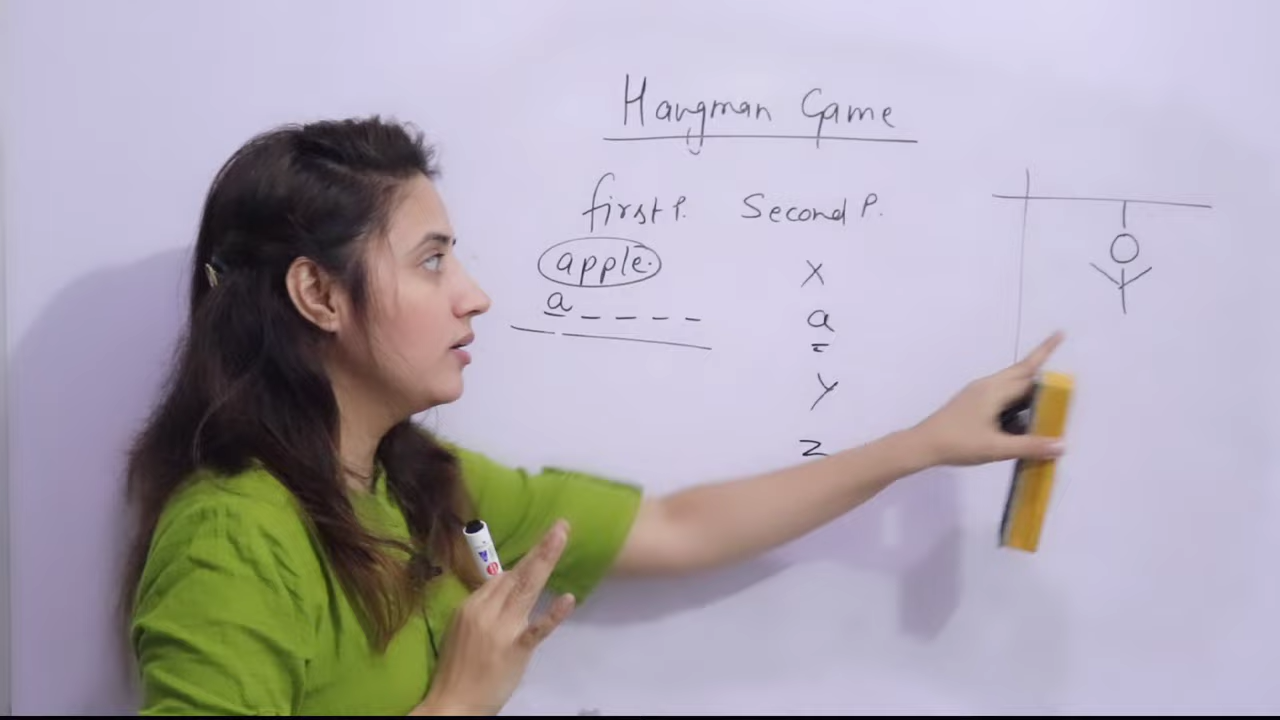 Hangman Game
first P. Second P.
apple. X
a _ _ _ _ a
y
z